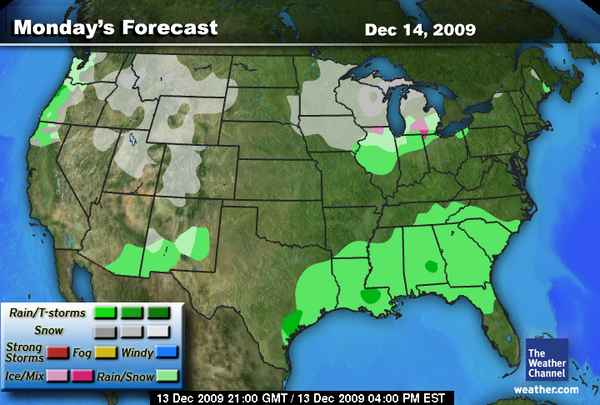 Monday's Forecast
Dec 14, 2009
Rain/T-storms
Snow
Strong Storms
Fog
Windy
Ice/Mix
Rain/Snow
The
Weather
Channel
weather.com
13 Dec 2009 21:00 GMT / 13 Dec 2009 04:00 PM EST